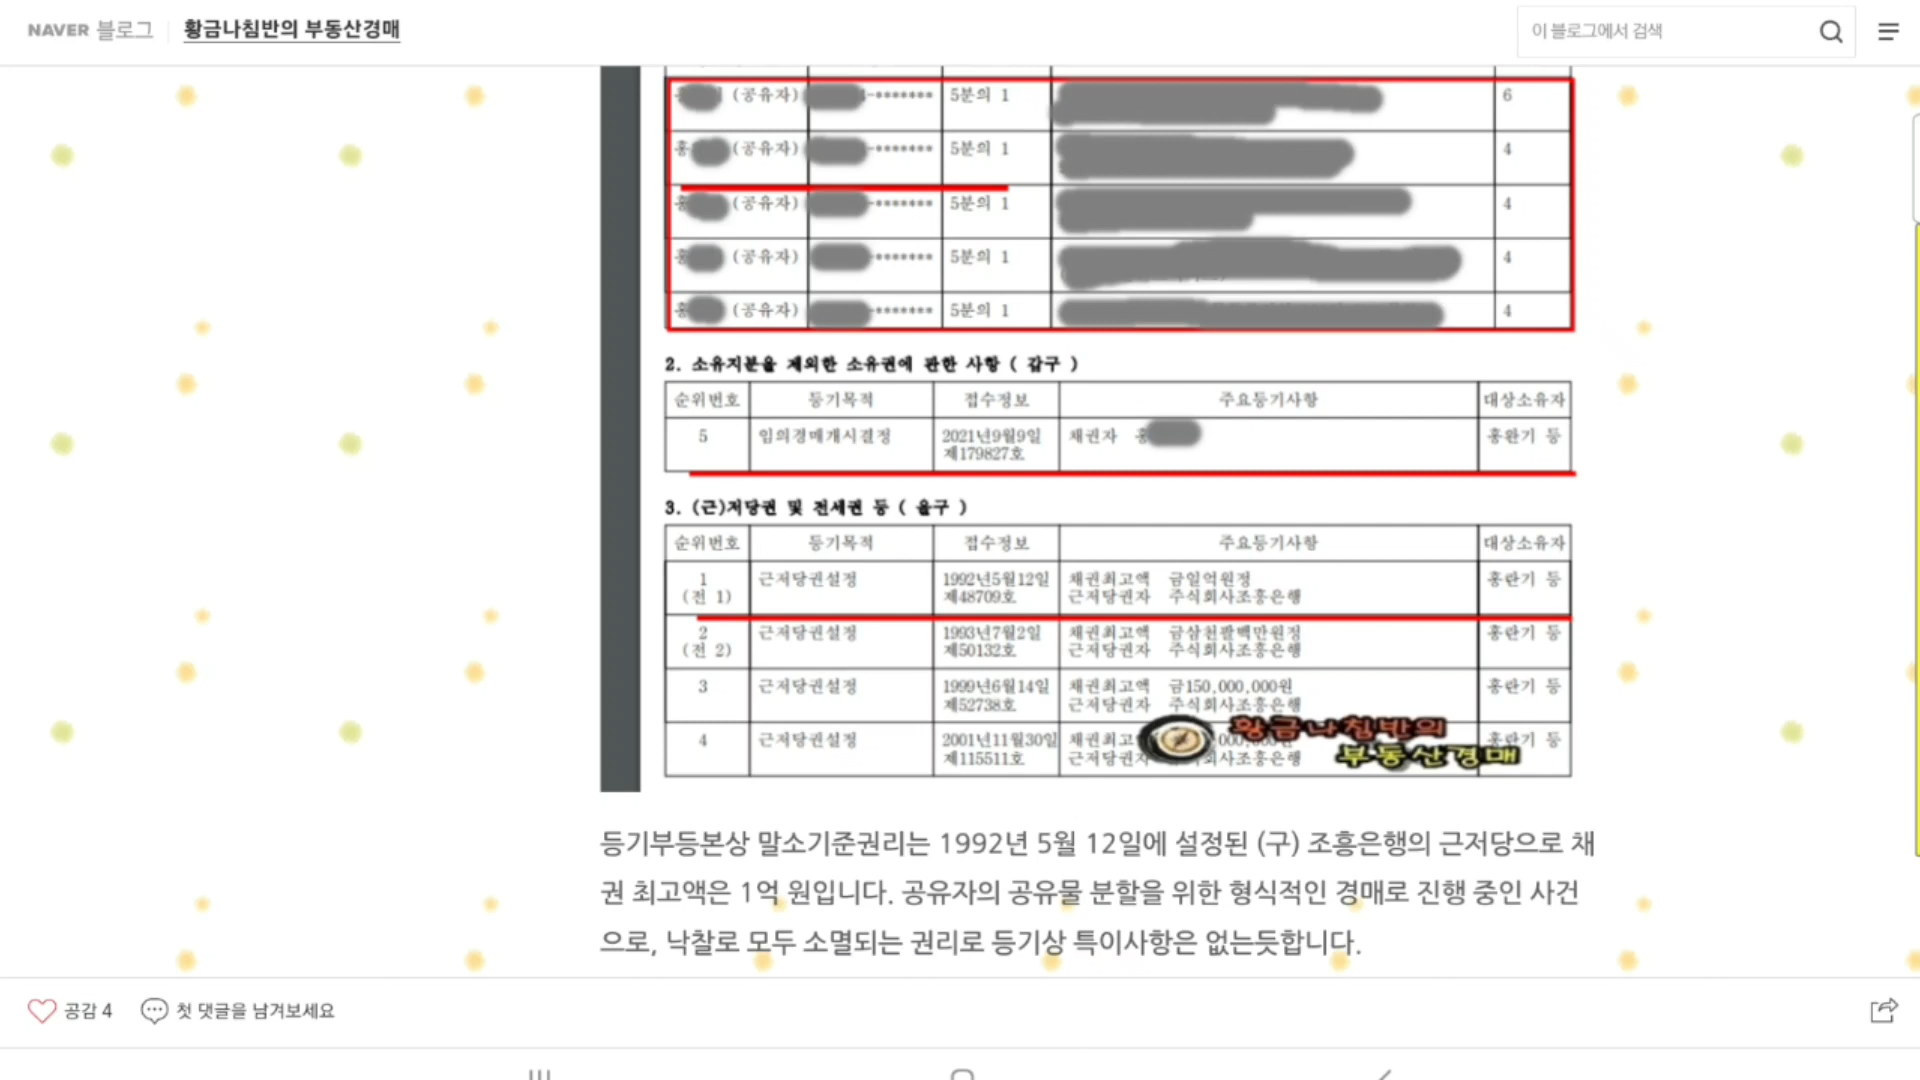 NAVER 블로그 황금나침반의 부동산경매 이 블로그에서 검색
(공유자) -******* 5분의 1 6
홍 (공유자) -******* 5분의 1 4
홍 (공유자) -******* 5분의 1 4
홍 (공유자) -******* 5분의 1 4
홍 (공유자) -******* 5분의 1 4
2. 소유지분을 제외한 소유권에 관한 사항 ( 갑구 )
순위번호 등기목적 접수정보 주요등기사항 대상소유자
5 임의경매개시결정 2021년9월9일 채권자 홍완기 등
제179827호
3. (근)저당권 및 전세권 등 ( 을구 )
순위번호 등기목적 접수정보 주요등기사항 대상소유자
1 근저당권설정 1992년5월12일 채권최고액 금일억원정 홍란기 등
(전 1) 제48709호 근저당권자 주식회사조흥은행
2 근저당권설정 1993년7월2일 채권최고액 금삼천팔백만원정 홍란기 등
(전 2) 제50132호 근저당권자 주식회사조흥은행
3 근저당권설정 1999년6월14일 채권최고액 금150,000,000원 홍란기 등
제52738호 근저당권자 주식회사조흥은행
4 근저당권설정 2001년11월30일 채권최고 홍란기 등
제115511호 근저당권자 회사조흥은행
황금나침반의
부동산경매
등기부등본상 말소기준권리는 1992년 5월 12일에 설정된 (구) 조흥은행의 근저당으로 채
권 최고액은 1억 원입니다. 공유자의 공유물 분할을 위한 형식적인 경매로 진행 중인 사건
으로, 낙찰로 모두 소멸되는 권리로 등기상 특이사항은 없는듯합니다.
공감 4 첫 댓글을 남겨보세요